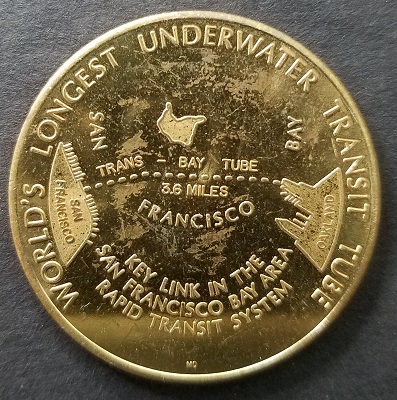 WORLD'S LONGEST UNDERWATER TRANSIT TUBE
SAN
BAY
TRANS - BAY TUBE
3.6 MILES
FRANCISCO
SAN
FRANCISCO
OAKLAND
KEY LINK IN THE
SAN FRANCISCO BAY AREA
RAPID TRANSIT SYSTEM
MD